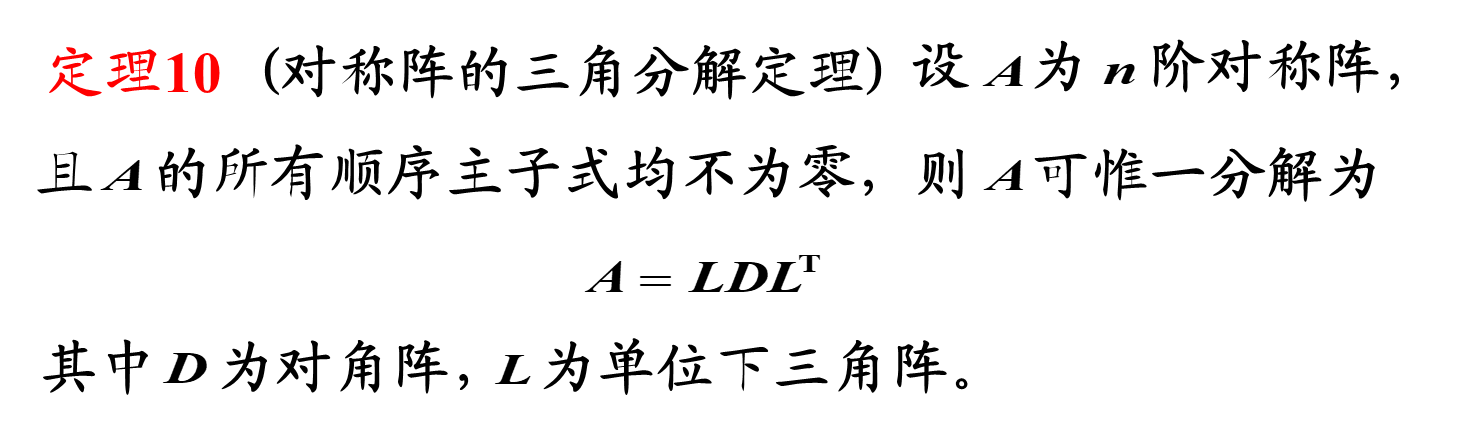 定理10 (对称阵的三角分解定理) 设 A 为 n 阶对称阵,
且 A 的所有顺序主子式均不为零, 则 A 可惟一分解为
A = LDLᵀ
其中 D 为对角阵, L 为单位下三角阵。